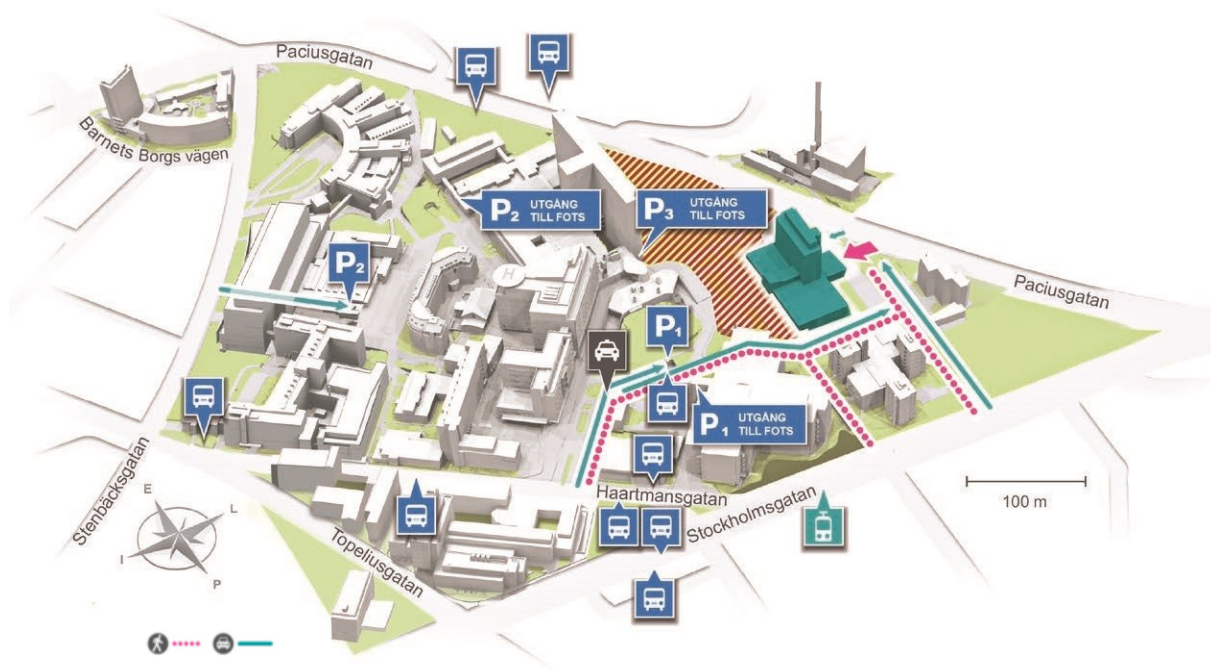 Paciusgatan
Barnets Borgs vägen
P2 UTGÅNG
TILL FOTS
P3 UTGÅNG
TILL FOTS
P2
H
Paciusgatan
P1
P1 UTGÅNG
TILL FOTS
Stenbäcksgatan
Haartmansgatan
100 m
Stockholmsgatan
Topeliusgatan
E
L
I
P